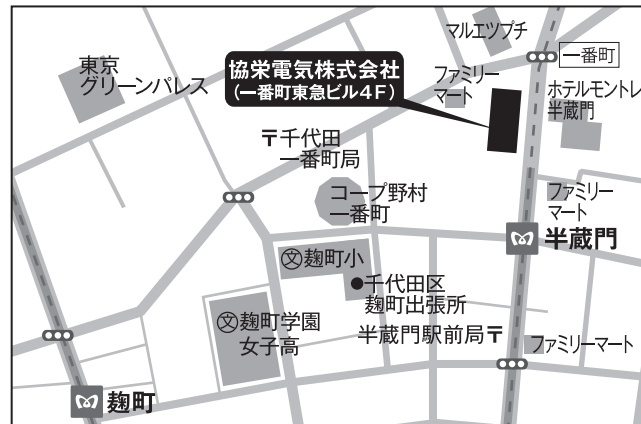 マルエツプチ
一番町
東京
グリーンパレス
協栄電気株式会社
(一番町東急ビル4F)
ファミリー
マート
ホテルモントレ
半蔵門
〒千代田
一番町局
コープ野村
一番町
ファミリー
マート
半蔵門
文麹町小
千代田区
麹町出張所
文麹町学園
女子高
半蔵門駅前局〒
ファミリーマート
麹町